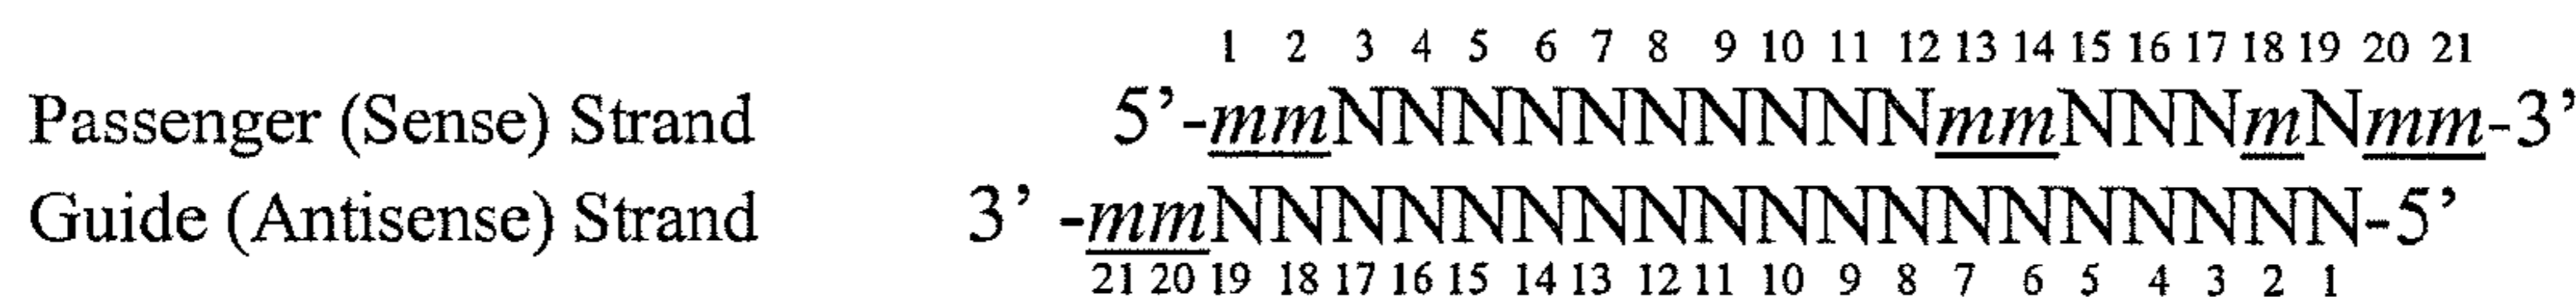 1 2 3 4 5 6 7 8 9 10 11 12 13 14 15 16 17 18 19 20 21
Passenger (Sense) Strand 5’-mmNNNNNNNNNNmmNNNmNmm-3’
Guide (Antisense) Strand 3’ -mmNNNNNNNNNNNNNNNNNNN-5’
21 20 19 18 17 16 15 14 13 12 11 10 9 8 7 6 5 4 3 2 1